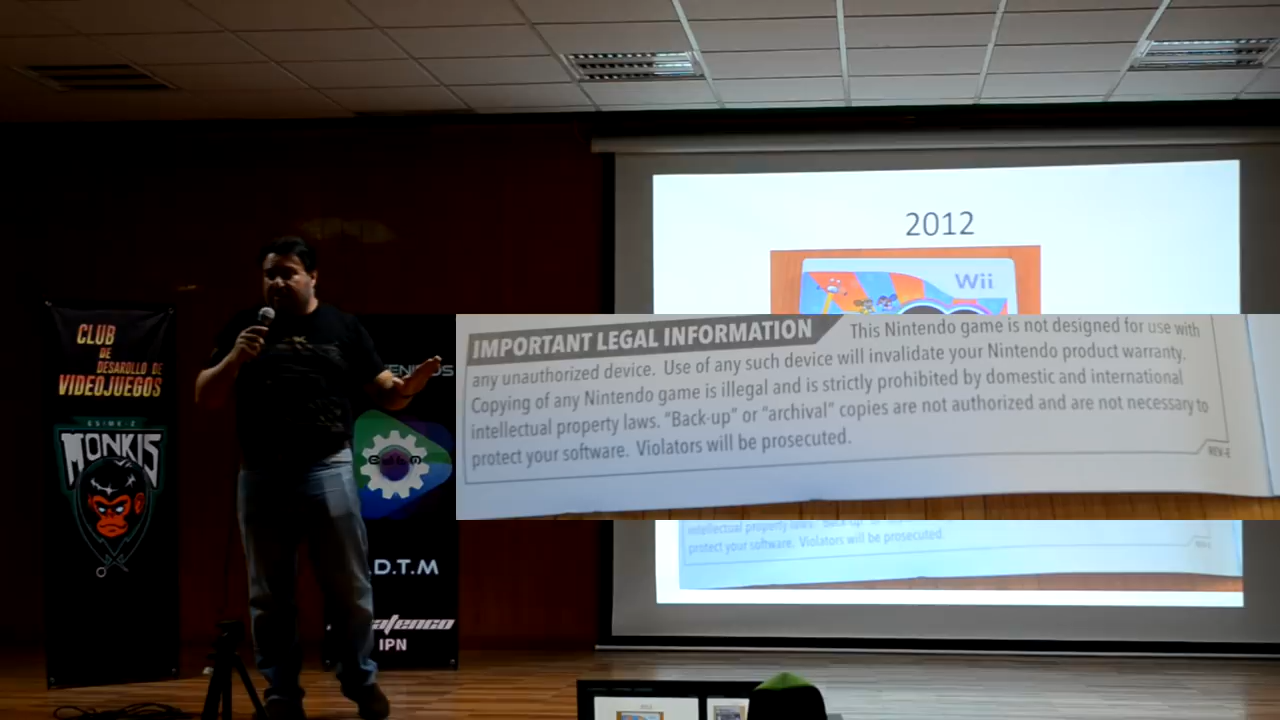 2012
Wii
CLUB
DE
DESAROLLO DE
VIDEOJUEGOS
MONKIS
IMPORTANT LEGAL INFORMATION This Nintendo game is not designed for use with
any unauthorized device. Use of any such device will invalidate your Nintendo product warranty.
Copying of any Nintendo game is illegal and is strictly prohibited by domestic and international
intellectual property laws. "Back-up" or "archival" copies are not authorized and are not necessary to
protect your software. Violators will be prosecuted.
REV-E
intellectual property laws. "Back-up"
protect your software. Violators will be prosecuted.
.D.T.M
IPN